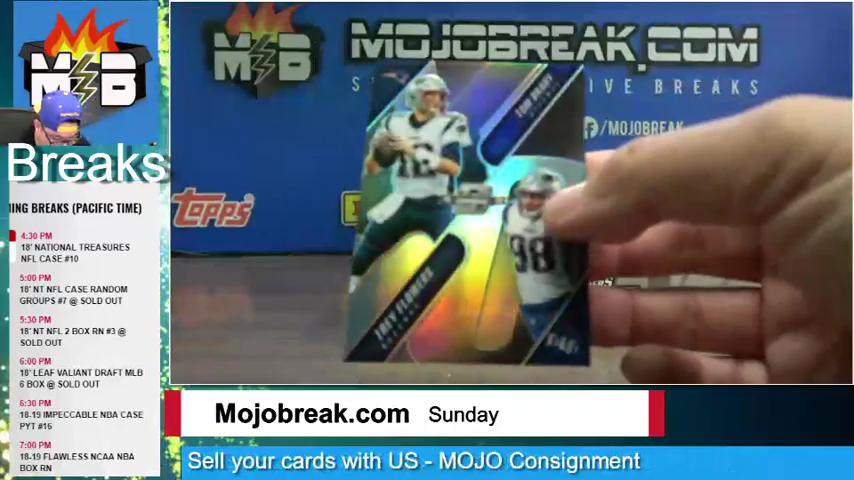 MB
Breaks
ING BREAKS (PACIFIC TIME)
4:30 PM
18' NATIONAL TREASURES
NFL CASE #10
5:00 PM
18' NT NFL CASE RANDOM
GROUPS #7 @ SOLD OUT
5:30 PM
18' NT NFL 2 BOX RN #3 @
SOLD OUT
6:00 PM
18' LEAF VALIANT DRAFT MLB
6 BOX @ SOLD OUT
6:30 PM
18-19 IMPECCABLE NBA CASE
PYT #16
7:00 PM
18-19 FLAWLESS NCAA NBA
BOX RN
MB
MOJOBREAK.COM
S IVE BREAKS
f/MOJOBREAK
TOPPS
TOM BRADY
12
98
TREY FLOWERS
Mojobreak.com Sunday
Sell your cards with US - MOJO Consignment